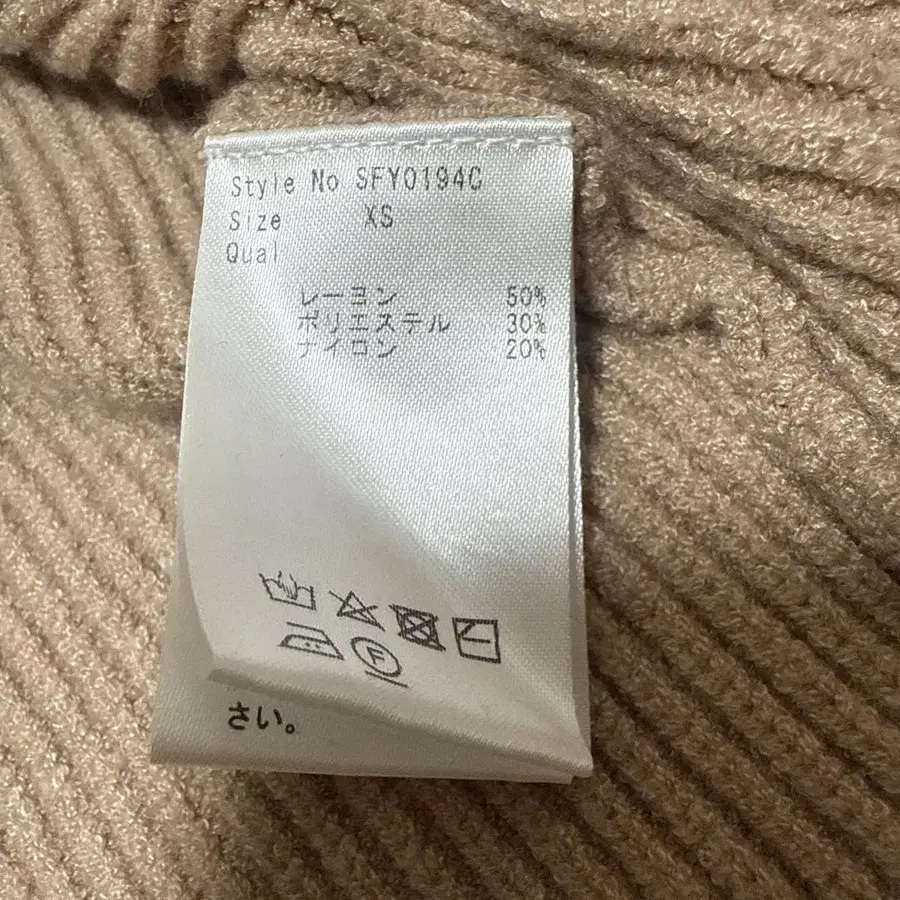 Style No SFY0194C
Size XS
Qual
レーヨン 50%
ポリエステル 30%
ナイロン 20%
F
さい。